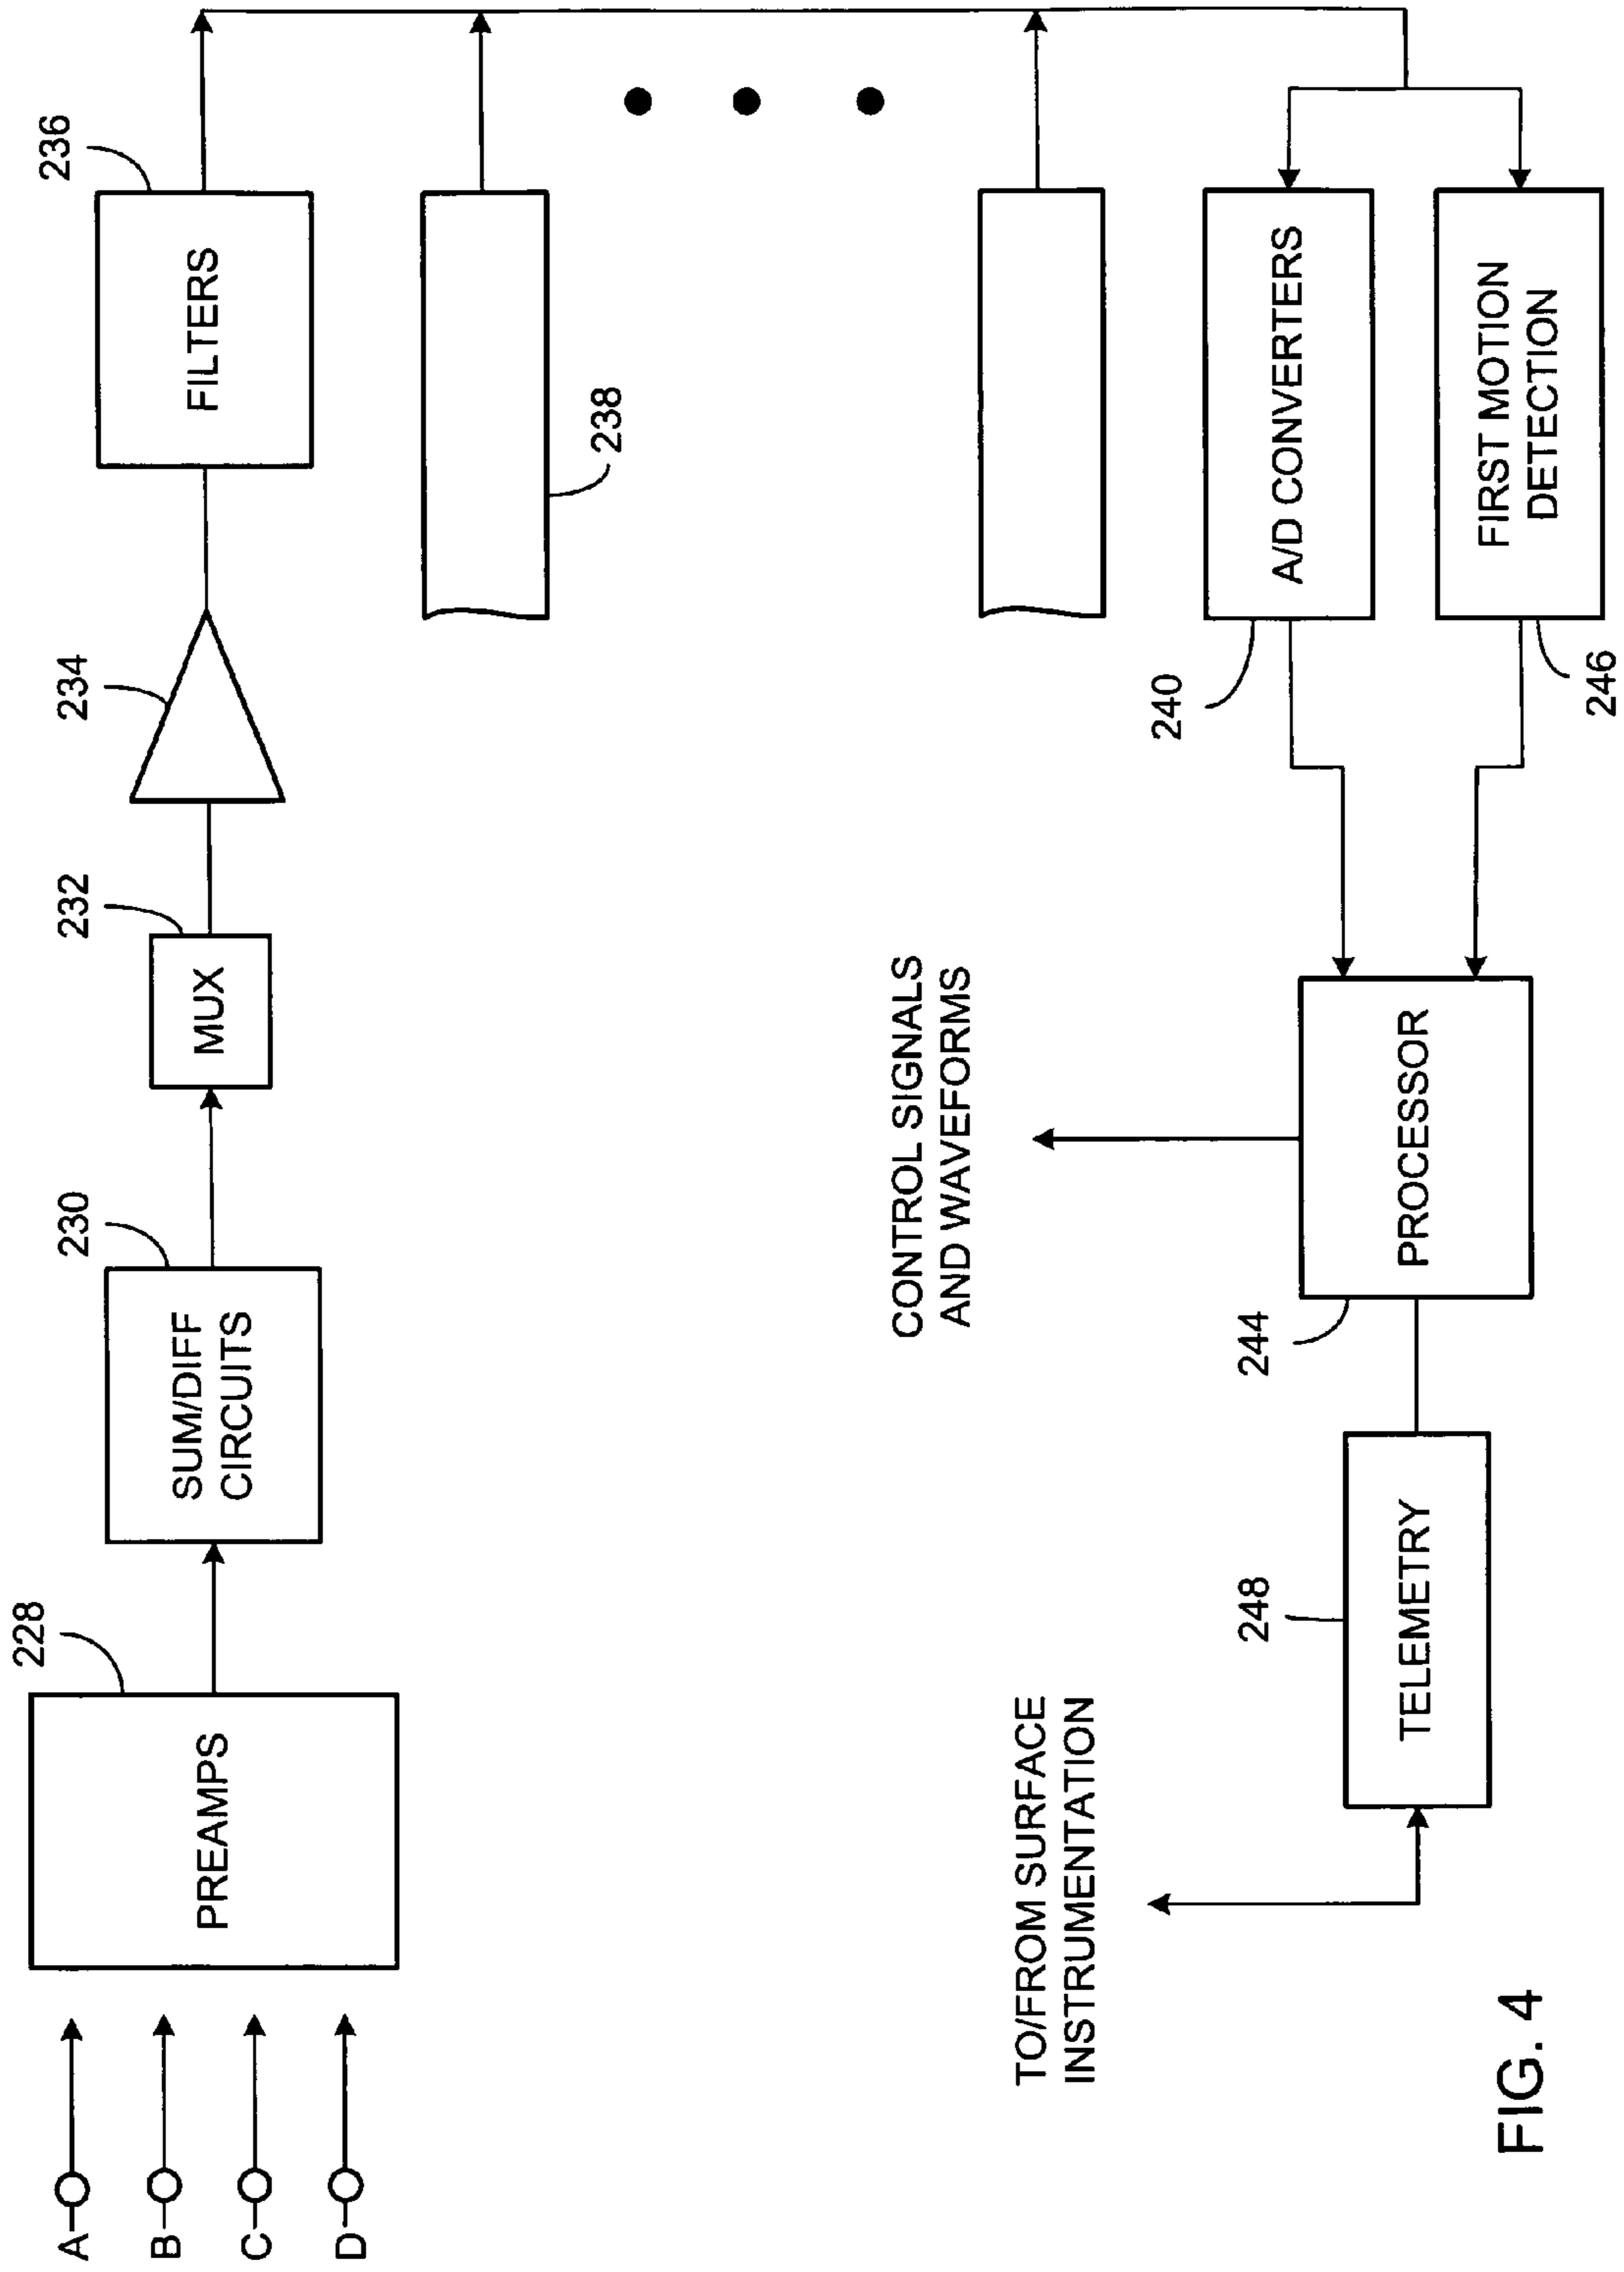 A
B
C
D
228
PREAMPS
230
SUM/DIFF
CIRCUITS
232
MUX
234
236
FILTERS
238
CONTROL SIGNALS
AND WAVEFORMS
TO/FROM SURFACE
INSTRUMENTATION
248
TELEMETRY
244
PROCESSOR
240
A/D CONVERTERS
FIRST MOTION
DETECTION
246
FIG. 4